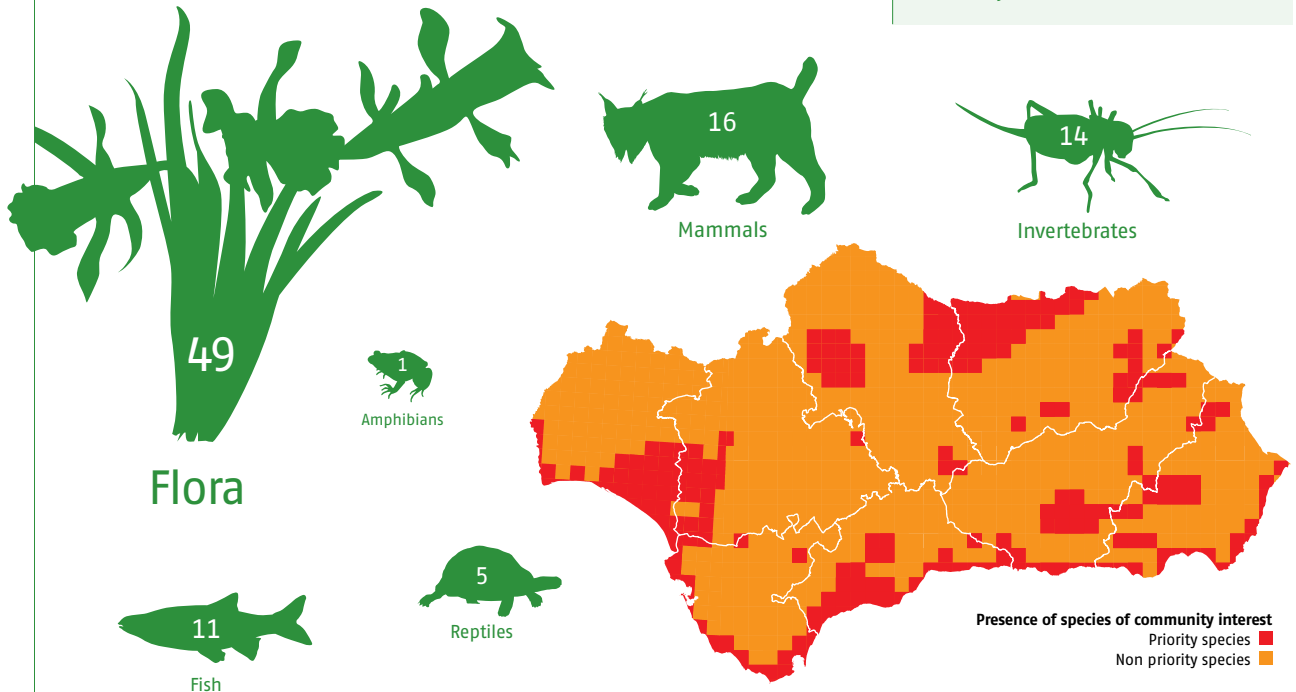 16
Mammals
14
Invertebrates
49
Flora
1
Amphibians
5
Reptiles
11
Fish
Presence of species of community interest
Priority species
Non priority species